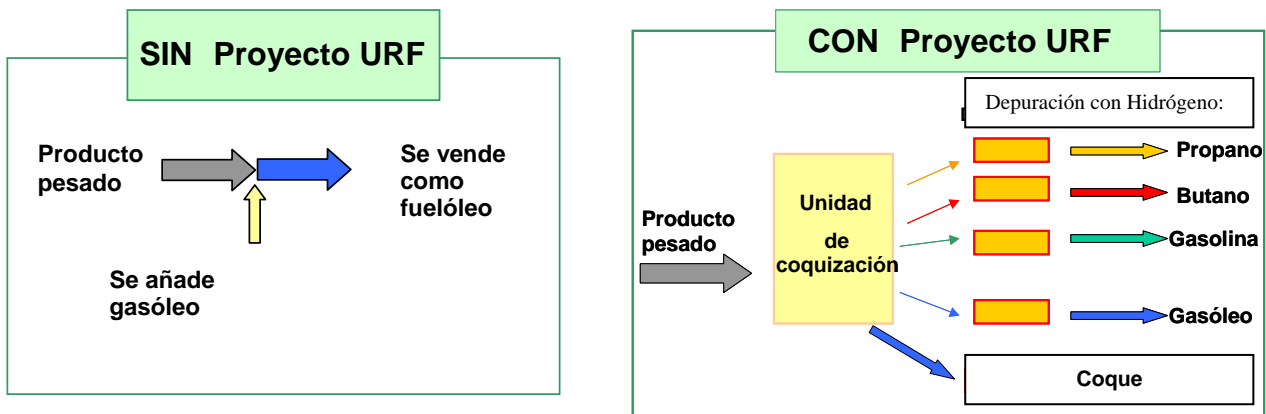 SIN Proyecto URF
Producto
pesado
Se vende
como
fuelóleo
Se añade
gasóleo
CON Proyecto URF
Depuración con Hidrógeno:
Producto
pesado
Unidad
de
coquización
Propano
Butano
Gasolina
Gasóleo
Coque